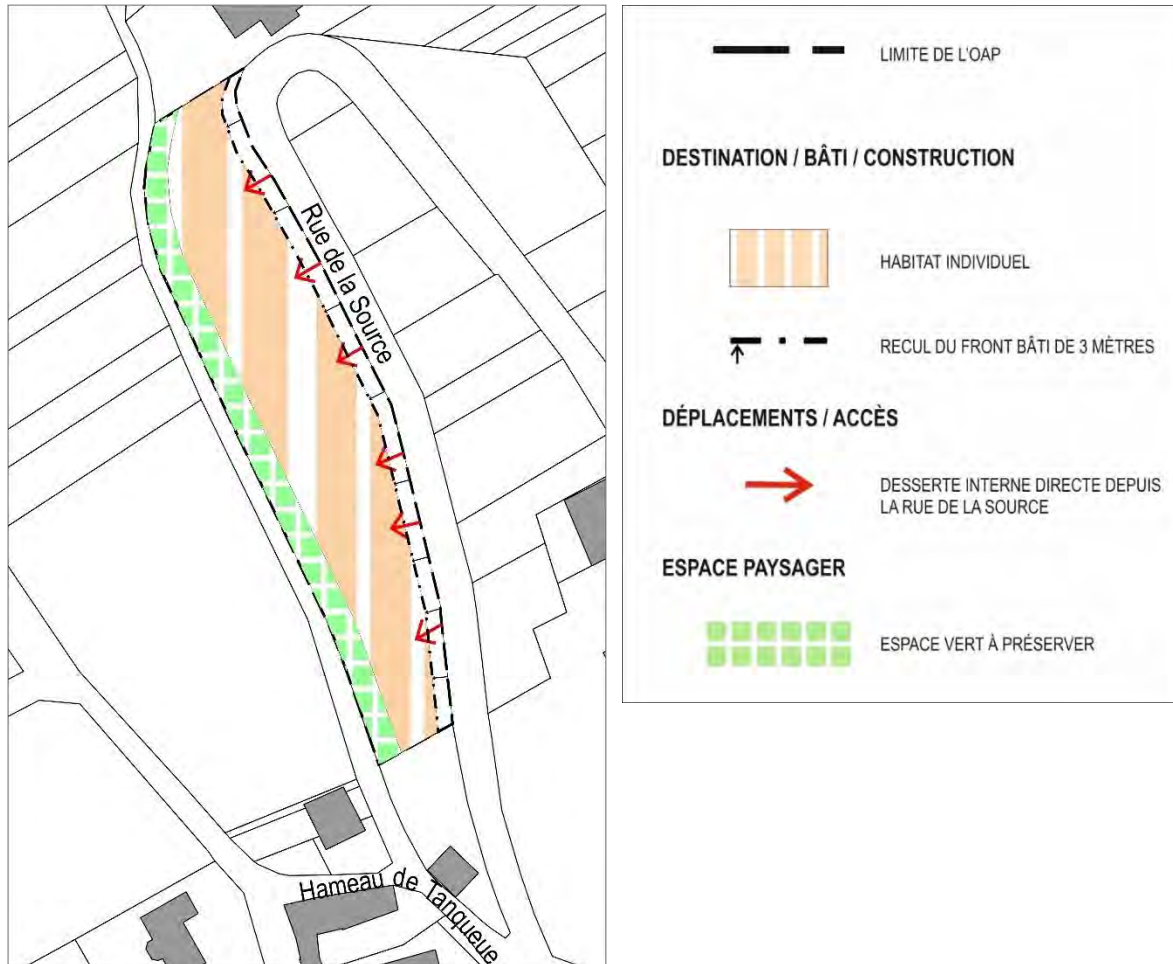 Rue de la Source
Hameau de Tanqueue
LIMITE DE L'OAP
DESTINATION / BÂTI / CONSTRUCTION
HABITAT INDIVIDUEL
RECUL DU FRONT BÂTI DE 3 MÈTRES
DÉPLACEMENTS / ACCÈS
DESSERTE INTERNE DIRECTE DEPUIS
LA RUE DE LA SOURCE
ESPACE PAYSAGER
ESPACE VERT À PRÉSERVER